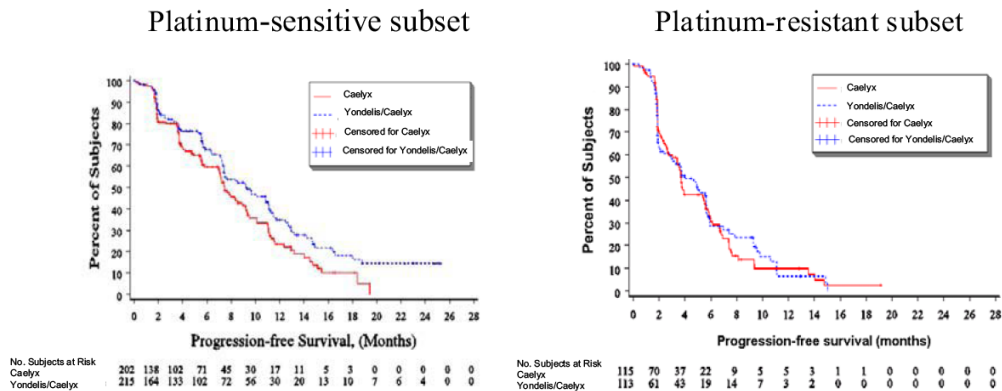 Platinum-sensitive subset
Percent of Subjects
100
90
80
70
60
50
40
30
20
10
0
Caelyx
Yondelis/Caelyx
Censored for Caelyx
Censored for Yondelis/Caelyx
0 2 4 6 8 10 12 14 16 18 20 22 24 26 28
Progression-free Survival, (Months)
No. Subjects at Risk
Caelyx 202 138 102 71 45 30 17 11 5 3 0 0 0 0 0
Yondelis/Caelyx 215 164 133 102 72 56 30 20 13 10 7 6 4 0 0
Platinum-resistant subset
Percent of Subjects
100
90
80
70
60
50
40
30
20
10
0
Caelyx
Yondelis/Caelyx
Censored for Caelyx
Censored for Yondelis/Caelyx
0 2 4 6 8 10 12 14 16 18 20 22 24 26 28
Progression-free survival (months)
No. Subjects at Risk
Caelyx 115 70 37 22 9 5 5 3 1 1 0 0 0 0 0
Yondelis/Caelyx 113 61 43 19 14 7 3 2 0 0 0 0 0 0 0